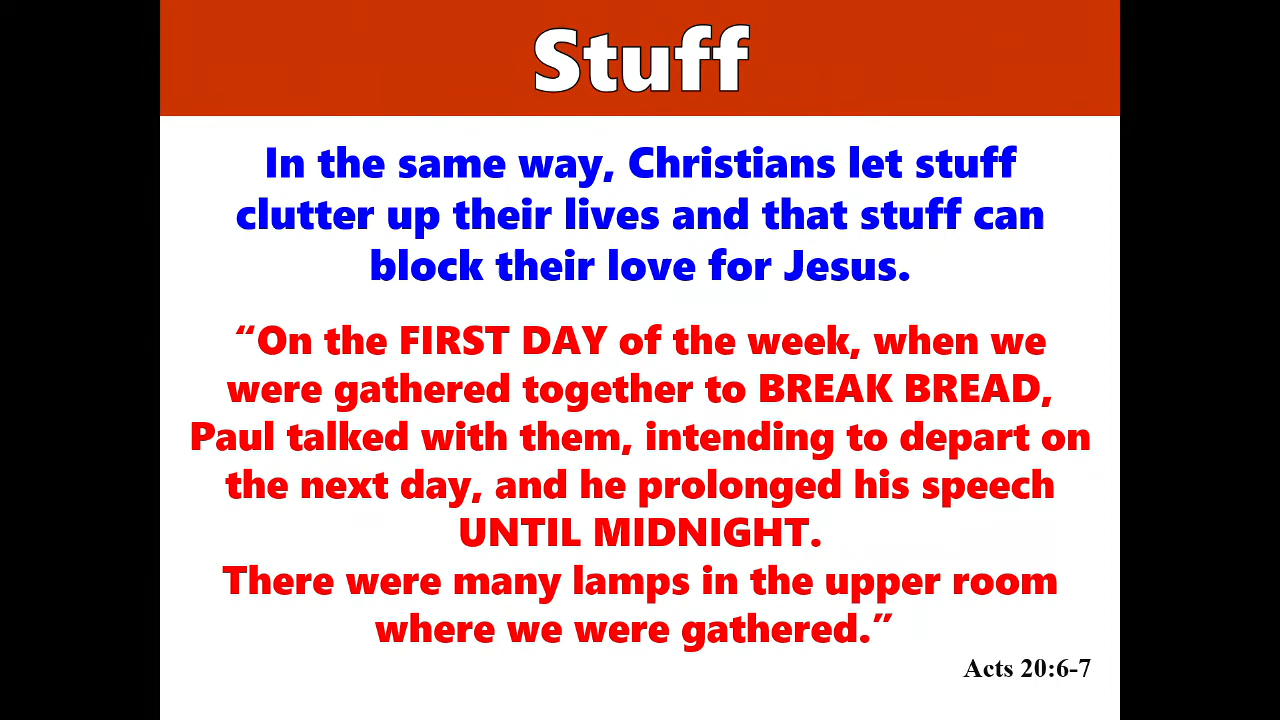 Stuff
In the same way, Christians let stuff
clutter up their lives and that stuff can
block their love for Jesus.
“On the FIRST DAY of the week, when we
were gathered together to BREAK BREAD,
Paul talked with them, intending to depart on
the next day, and he prolonged his speech
UNTIL MIDNIGHT.
There were many lamps in the upper room
where we were gathered.”
Acts 20:6-7